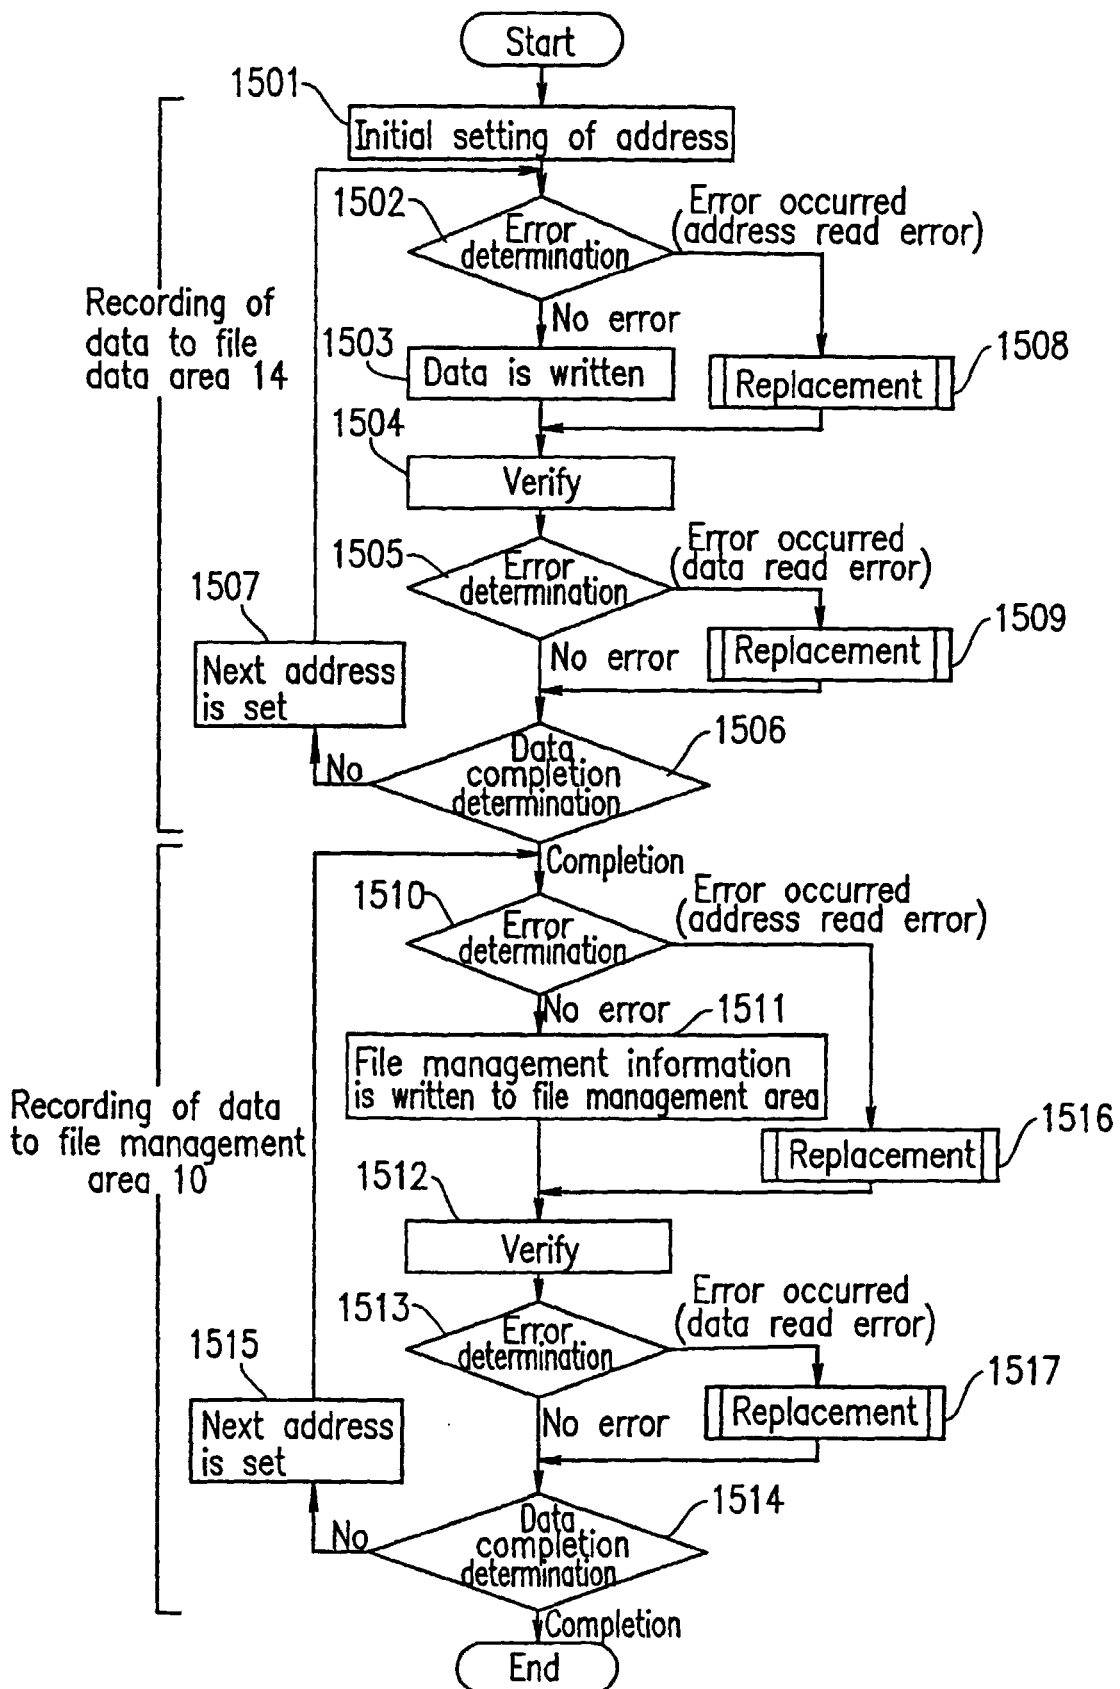 Start
1501
Initial setting of address
1502
Error
determination
Error occurred
(address read error)
Recording of
data to file
data area 14
No error
1503
Data is written
Replacement
1508
1504
Verify
1505
Error
determination
Error occurred
(data read error)
1507
Next address
is set
No error
Replacement
1509
1506
Data
completion
determination
No
Completion
1510
Error
determination
Error occurred
(address read error)
No error
1511
File management information
is written to file management area
Recording of data
to file management
area 10
Replacement
1516
1512
Verify
1513
Error
determination
Error occurred
(data read error)
1515
Next address
is set
No error
Replacement
1517
1514
Data
completion
determination
No
Completion
End